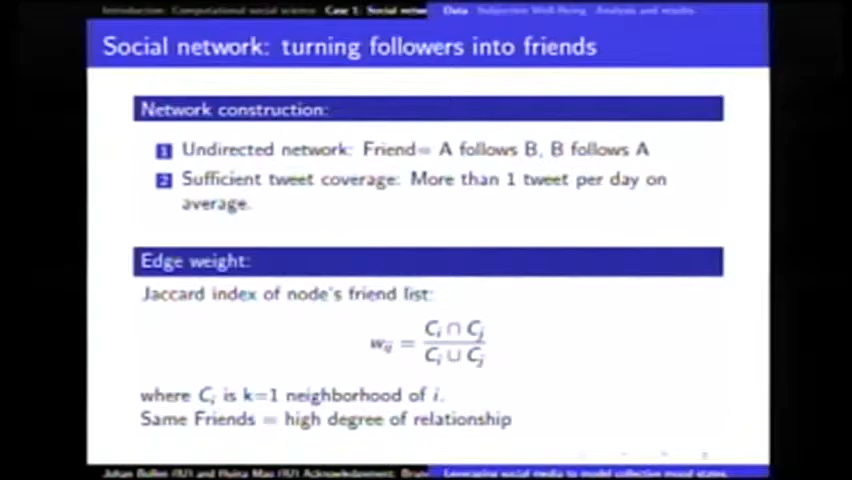 Introduction Computational social science Case 1: Social netw Data Subjective Well-Being Analysis and results
Social network: turning followers into friends
Network construction:
1 Undirected network: Friend= A follows B, B follows A
2 Sufficient tweet coverage: More than 1 tweet per day on
average.
Edge weight:
Jaccard index of node's friend list:
w_ij = C_i ∩ C_j / C_i ∪ C_j
where C_i is k=1 neighborhood of i.
Same Friends = high degree of relationship
Johan Bollen (IU) and Huina Mao (IU) Acknowledgement: Leveraging social media to model collective mood states.